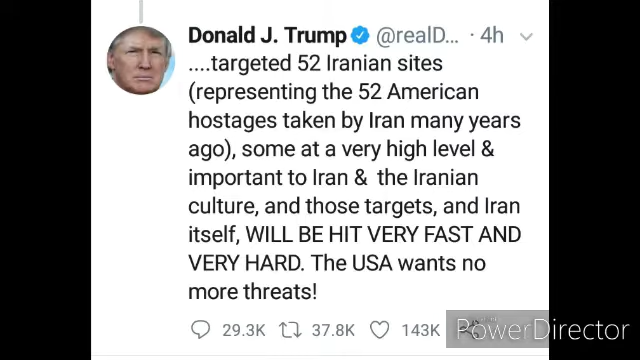 Donald J. Trump @realD... · 4h
....targeted 52 Iranian sites
(representing the 52 American
hostages taken by Iran many years
ago), some at a very high level &
important to Iran & the Iranian
culture, and those targets, and Iran
itself, WILL BE HIT VERY FAST AND
VERY HARD. The USA wants no
more threats!
29.3K 37.8K 143K PowerDirector